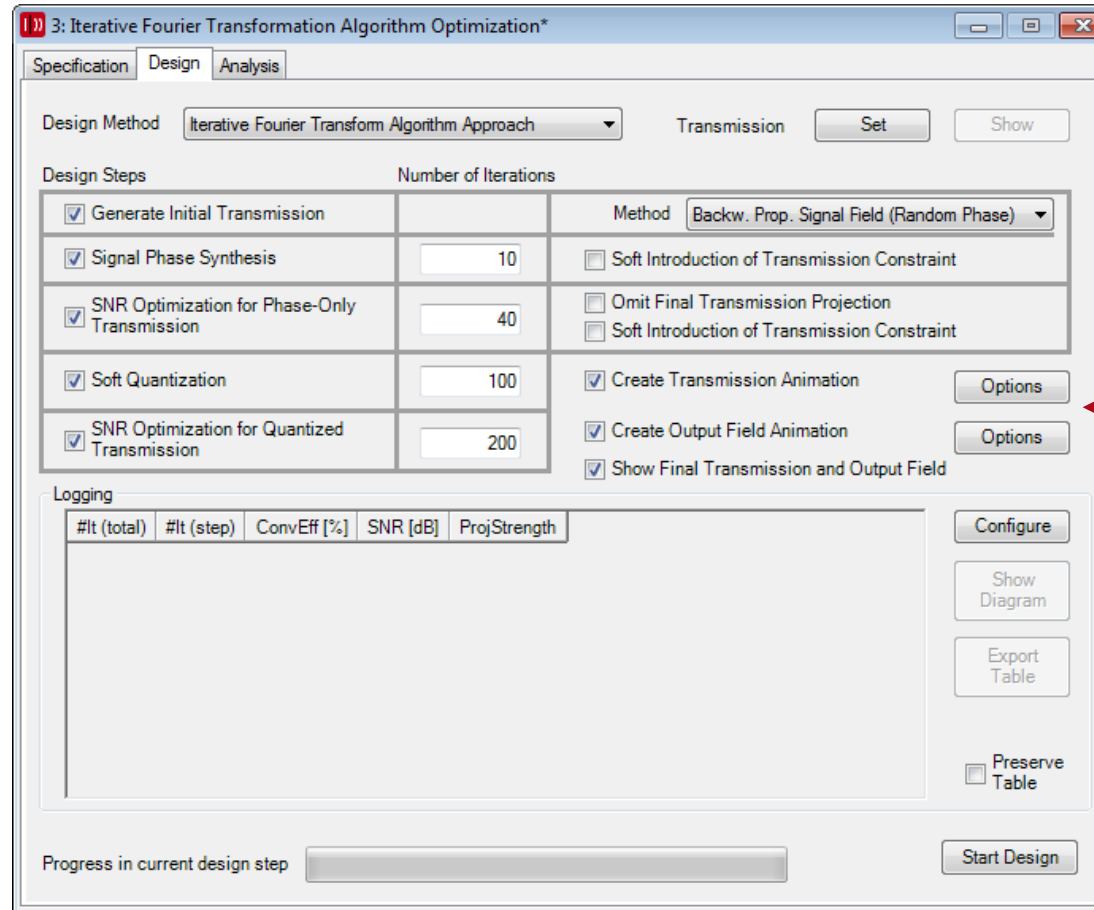 3: Iterative Fourier Transformation Algorithm Optimization*
Specification Design Analysis
Design Method Iterative Fourier Transform Algorithm Approach Transmission Set Show
Design Steps Number of Iterations
Generate Initial Transmission Method Backw. Prop. Signal Field (Random Phase)
Signal Phase Synthesis 10 Soft Introduction of Transmission Constraint
SNR Optimization for Phase-Only Transmission 40 Omit Final Transmission Projection
Soft Introduction of Transmission Constraint
Soft Quantization 100 Create Transmission Animation Options
SNR Optimization for Quantized Transmission 200 Create Output Field Animation Options
Show Final Transmission and Output Field
Logging
#It (total) #It (step) ConvEff [%] SNR [dB] ProjStrength Configure
Show
Diagram
Export
Table
Preserve
Table
Progress in current design step Start Design